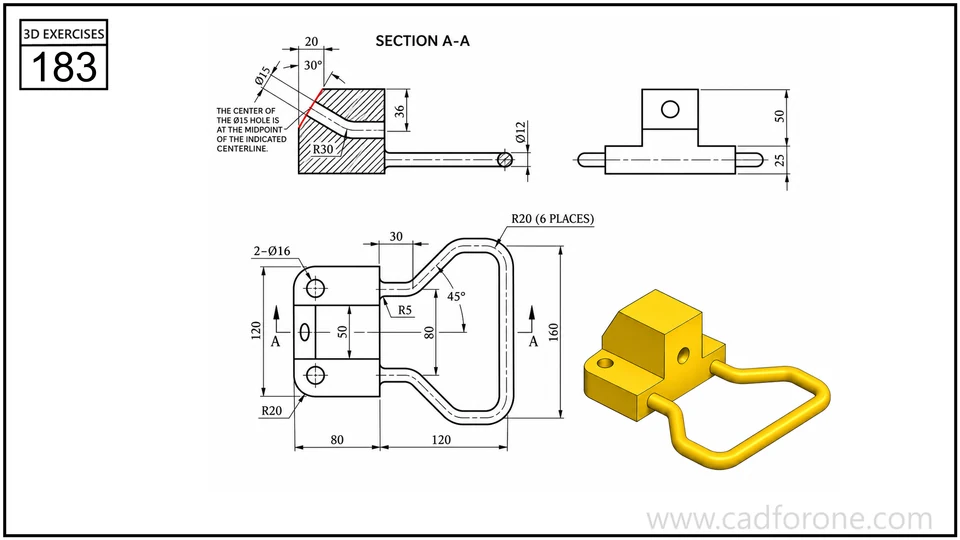 3D EXERCISES
183
SECTION A-A
20
30°
Ø15
THE CENTER OF
THE Ø15 HOLE IS
AT THE MIDPOINT
OF THE INDICATED
CENTERLINE.
R30
36
Ø12
50
25
R20 (6 PLACES)
30
2-Ø16
45°
R5
120
A
50
80
A
160
R20
80
120
www.cadforone.com